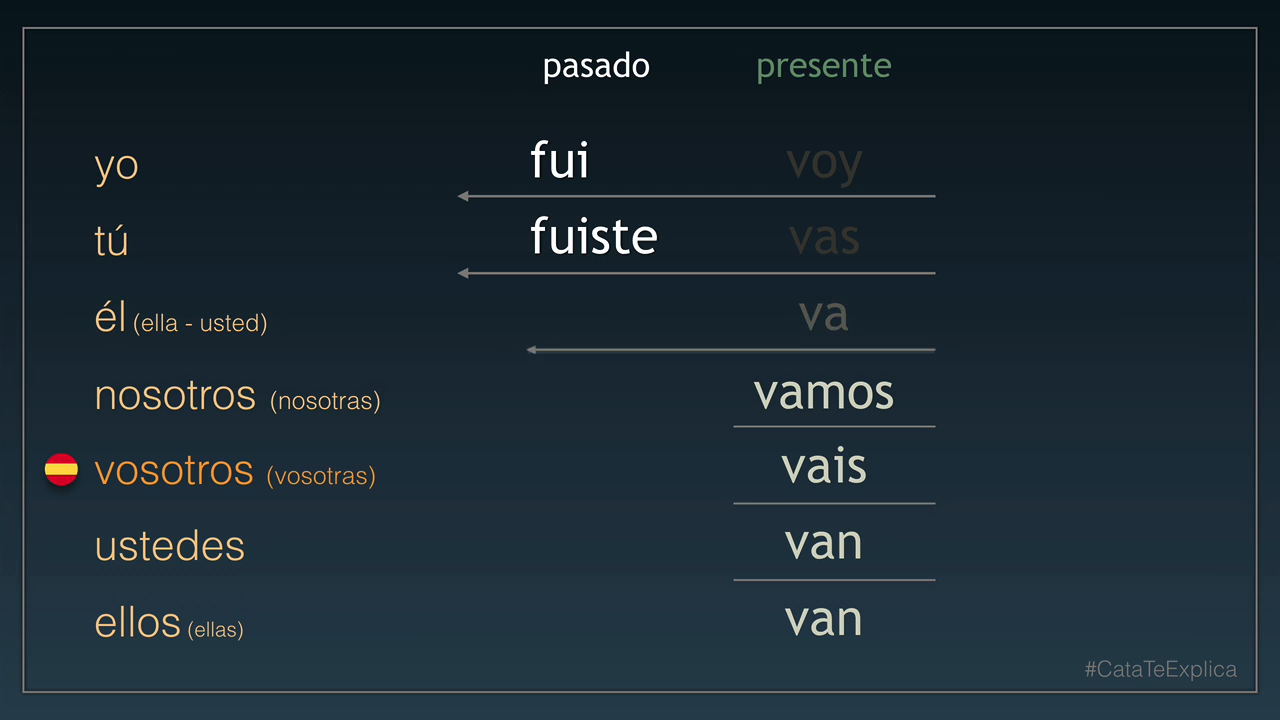 pasado presente
yo fui voy
tú fuiste vas
él (ella - usted) va
nosotros (nosotras) vamos
vosotros (vosotras) vais
ustedes van
ellos (ellas) van
#CataTeExplica